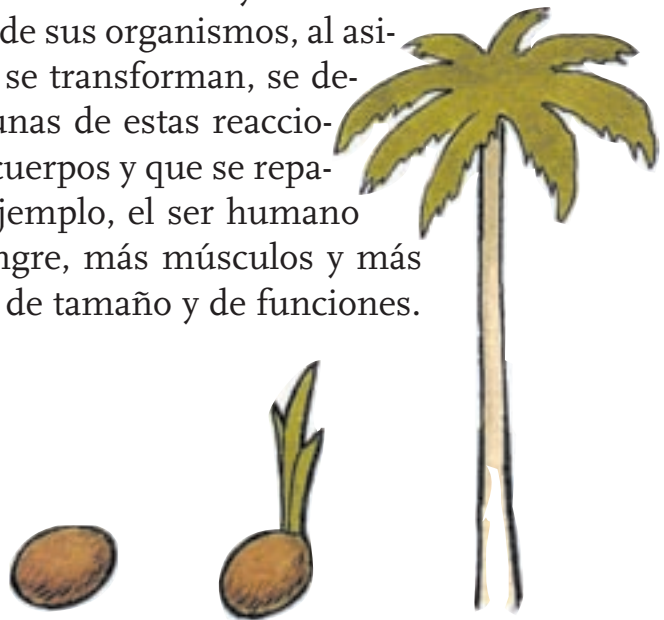 de sus organismos, al asi-
se transforman, se de-
unas de estas reaccio-
cuerpos y que se repa-
jemplo, el ser humano
ngre, más músculos y más
de tamaño y de funciones.